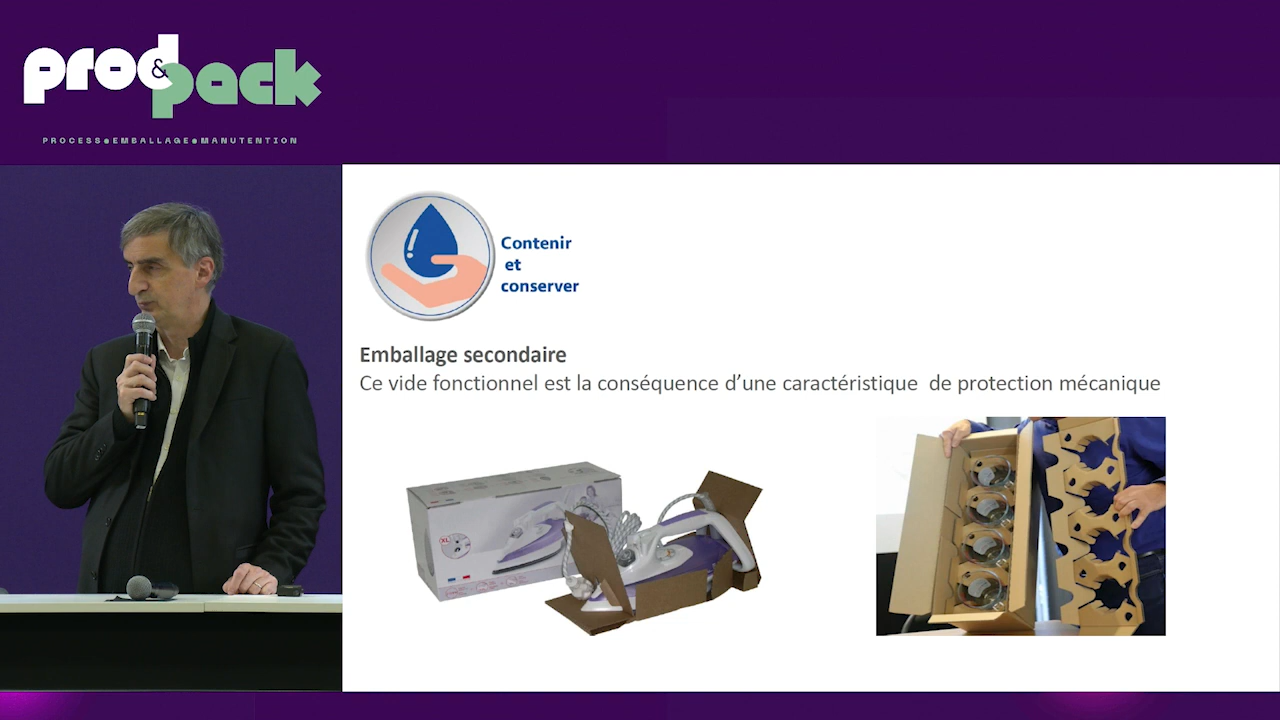 prod&pack
PROCESS•EMBALLAGE•MANUTENTION
Contenir
et
conserver
Emballage secondaire
Ce vide fonctionnel est la conséquence d’une caractéristique de protection mécanique
XL